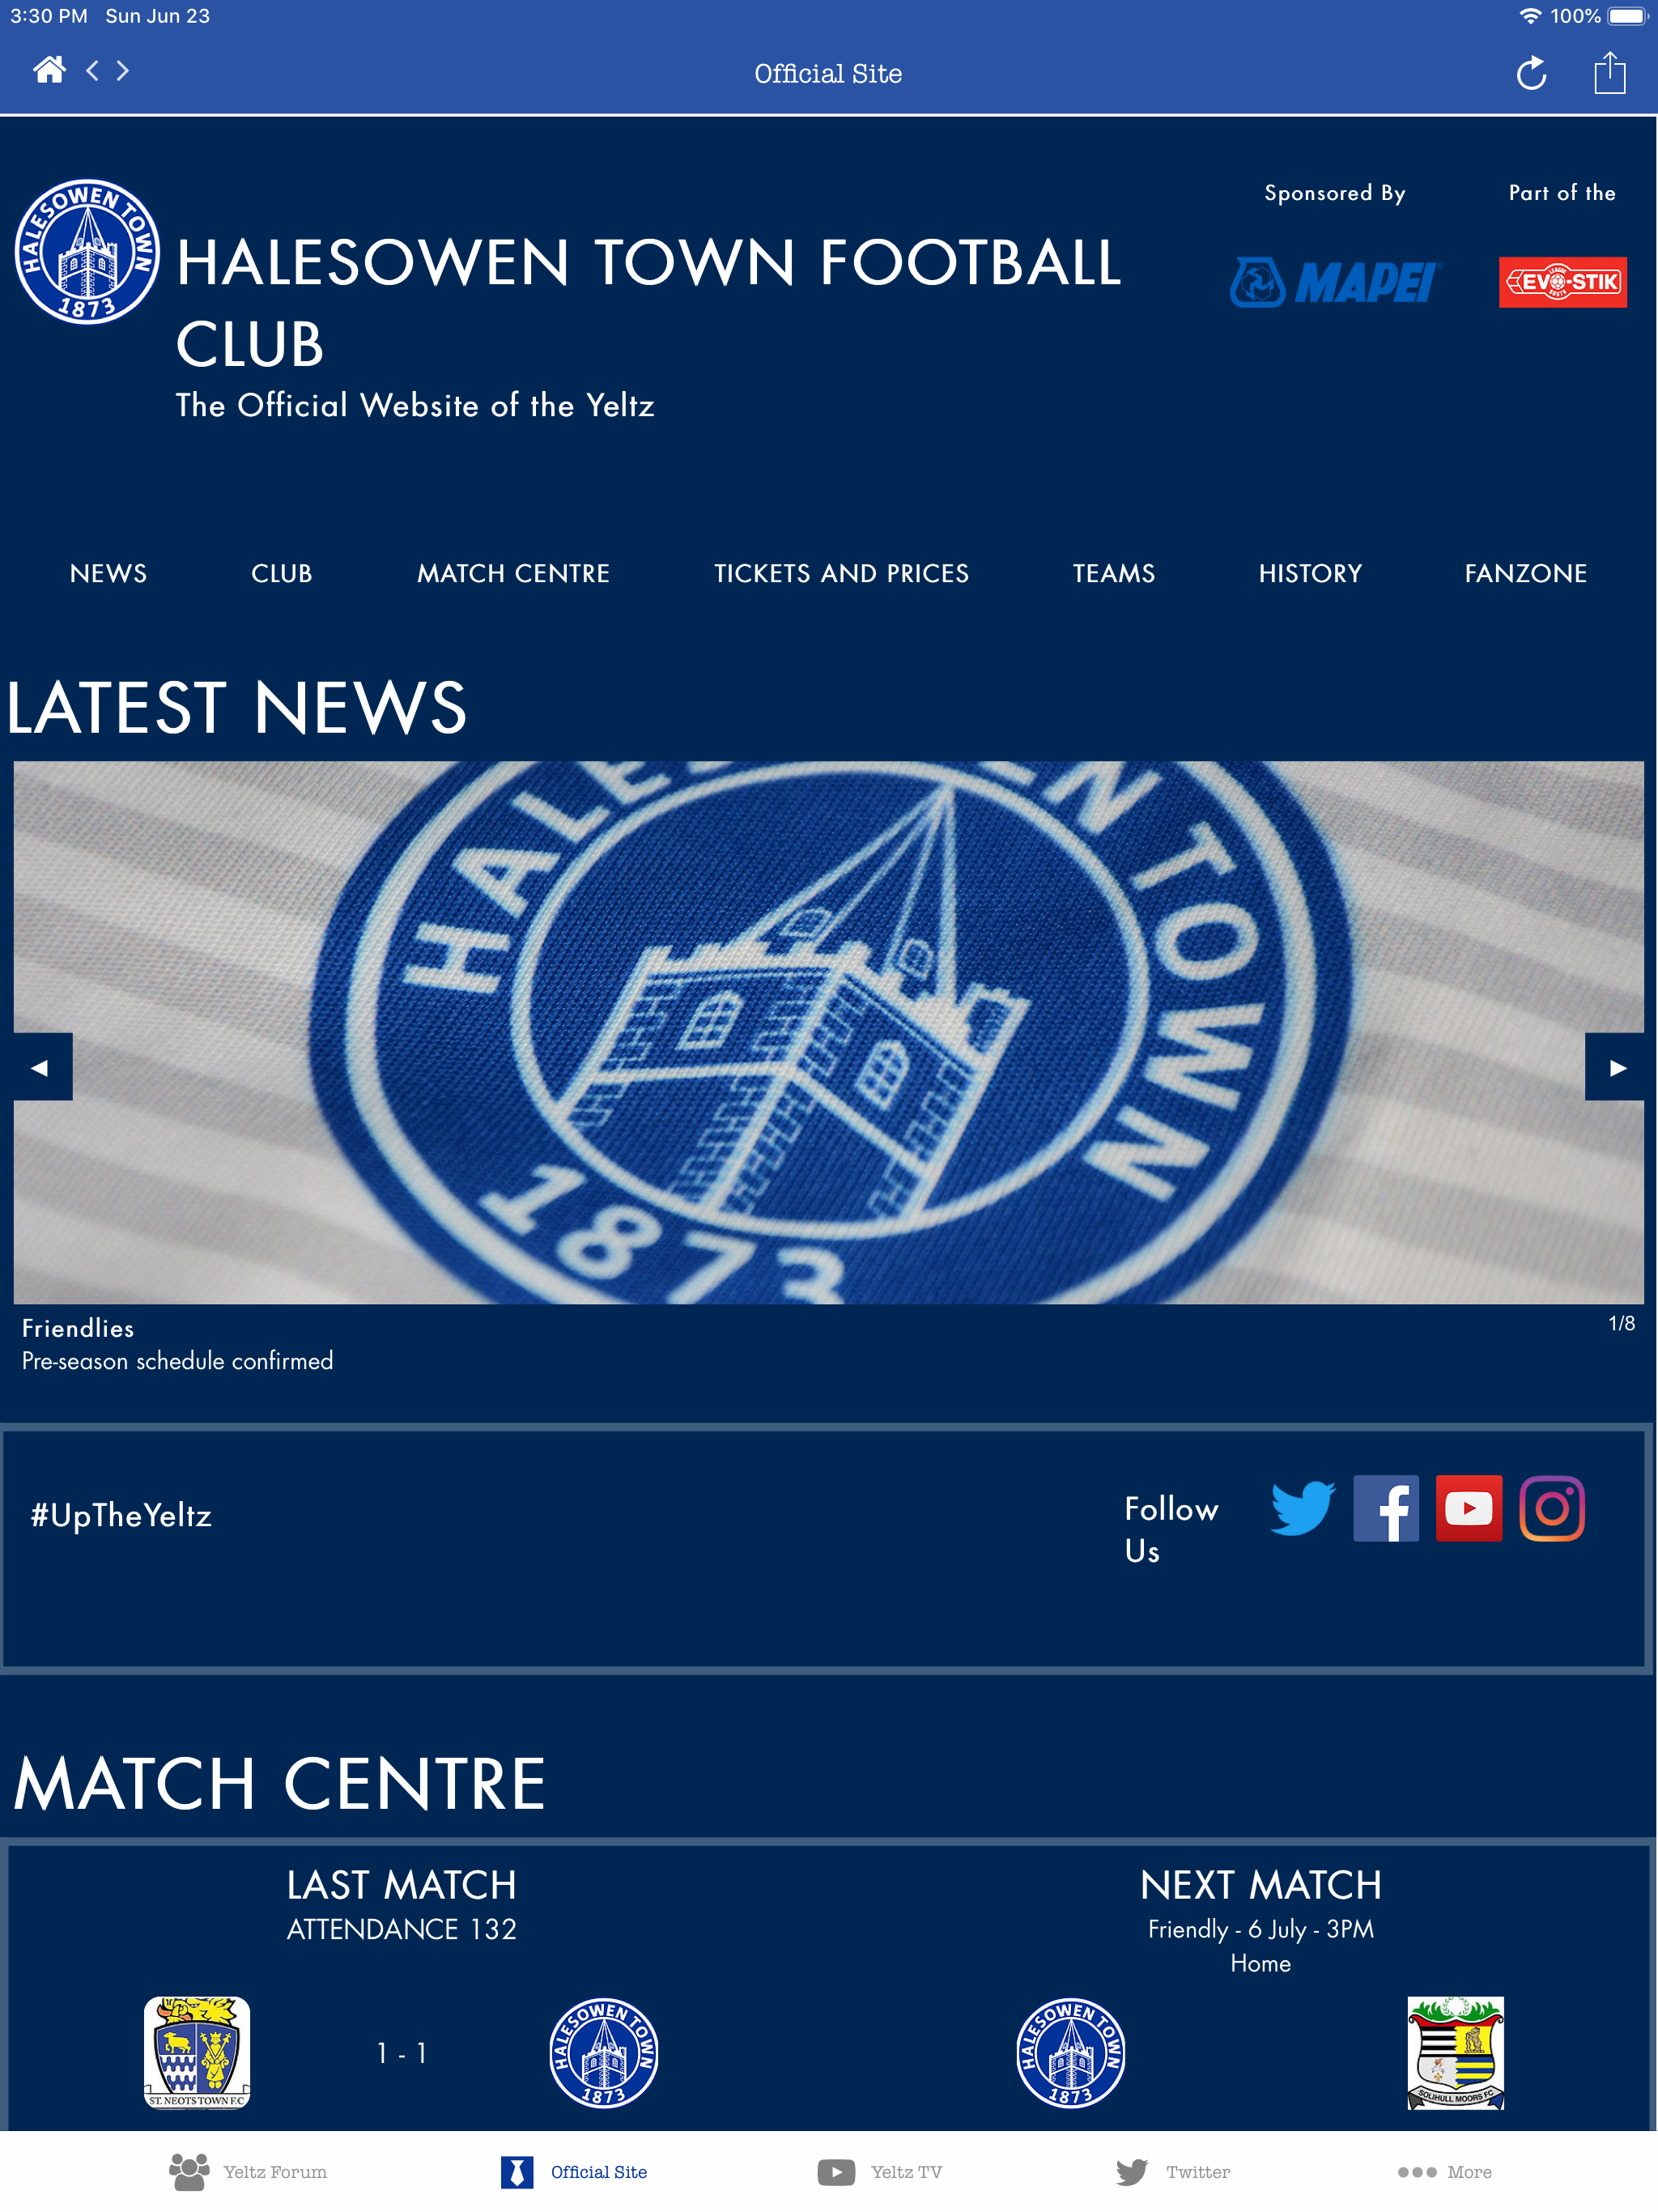 3:30 PM Sun Jun 23
100%
Official Site
HALESOWEN TOWN
1873
HALESOWEN TOWN FOOTBALL
CLUB
The Official Website of the Yeltz
Sponsored By
MAPEI
Part of the
LEAGUE
EVO-STIK
SOUTH
NEWS CLUB MATCH CENTRE TICKETS AND PRICES TEAMS HISTORY FANZONE
LATEST NEWS
HALE EN TOWN
1873
Friendlies
1/8
Pre-season schedule confirmed
#UpTheYeltz
Follow
Us
MATCH CENTRE
LAST MATCH
ATTENDANCE 132
ST. NEOTS TOWN F.C
1 - 1
HALESOWEN TOWN
1873
NEXT MATCH
Friendly - 6 July - 3PM
Home
HALESOWEN TOWN
1873
SOLIHULL MOORS FC
Yeltz Forum Official Site Yeltz TV Twitter More